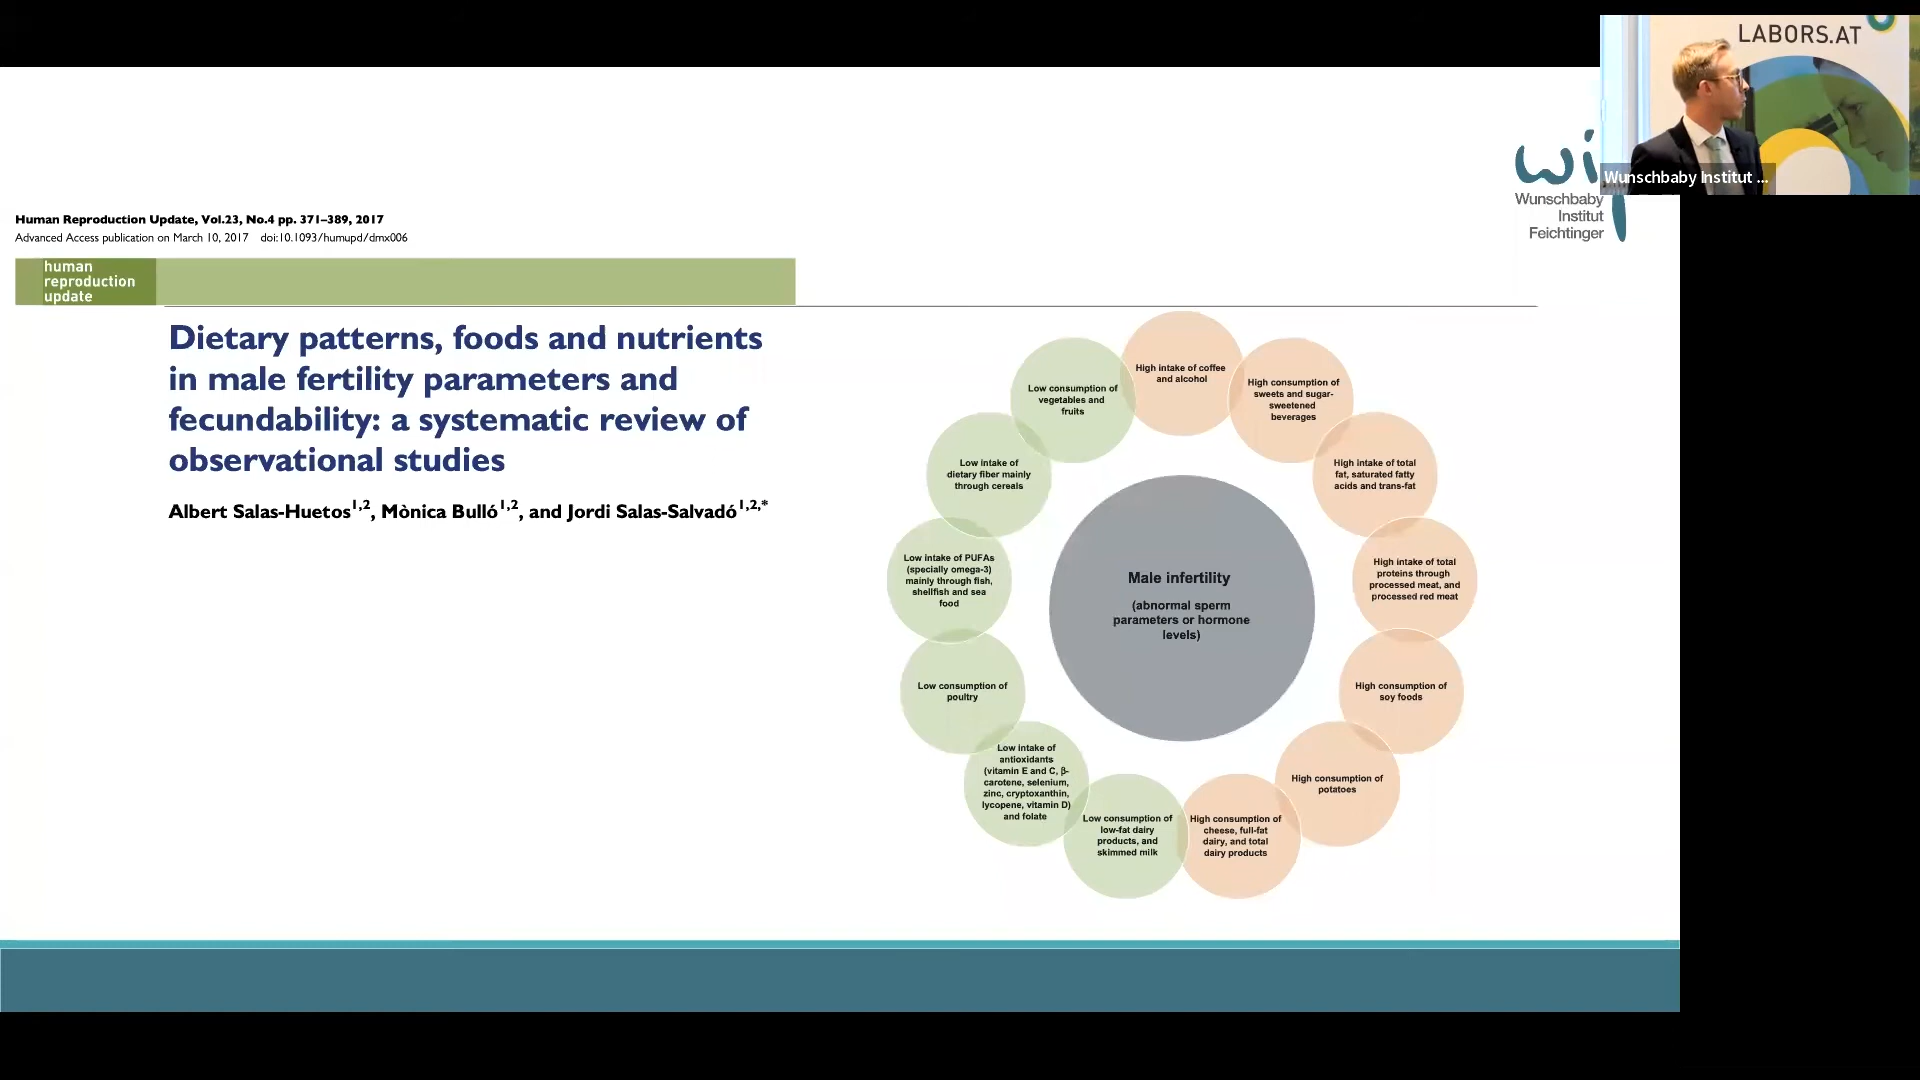 LABORS.AT
Wunschbaby Institut ...
wif
Wunschbaby
Institut
Feichtinger
Human Reproduction Update, Vol.23, No.4 pp. 371–389, 2017
Advanced Access publication on March 10, 2017 doi:10.1093/humupd/dmx006
human
reproduction
update
Dietary patterns, foods and nutrients
in male fertility parameters and
fecundability: a systematic review of
observational studies
Albert Salas-Huetos1,2, Mònica Bulló1,2, and Jordi Salas-Salvadó1,2,*
High intake of coffee
and alcohol
High consumption of
sweets and sugar-
sweetened
beverages
High intake of total
fat, saturated fatty
acids and trans-fat
High intake of total
proteins through
processed meat, and
processed red meat
High consumption of
soy foods
High consumption of
potatoes
High consumption of
cheese, full-fat
dairy, and total
dairy products
Low consumption of
low-fat dairy
products, and
skimmed milk
Low intake of
antioxidants
(vitamin E and C, β-
carotene, selenium,
zinc, cryptoxanthin,
lycopene, vitamin D)
and folate
Low consumption of
poultry
Low intake of PUFAs
(specially omega-3)
mainly through fish,
shellfish and sea
food
Low intake of
dietary fiber mainly
through cereals
Low consumption of
vegetables and
fruits
Male infertility
(abnormal sperm
parameters or hormone
levels)